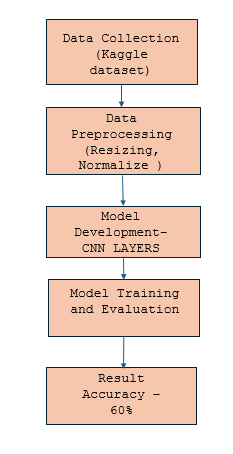 Data Collection
(Kaggle
dataset)
Data
Preprocessing
(Resizing,
Normalize )
Model
Development–
CNN LAYERS
Model Training
and Evaluation
Result
Accuracy –
60%